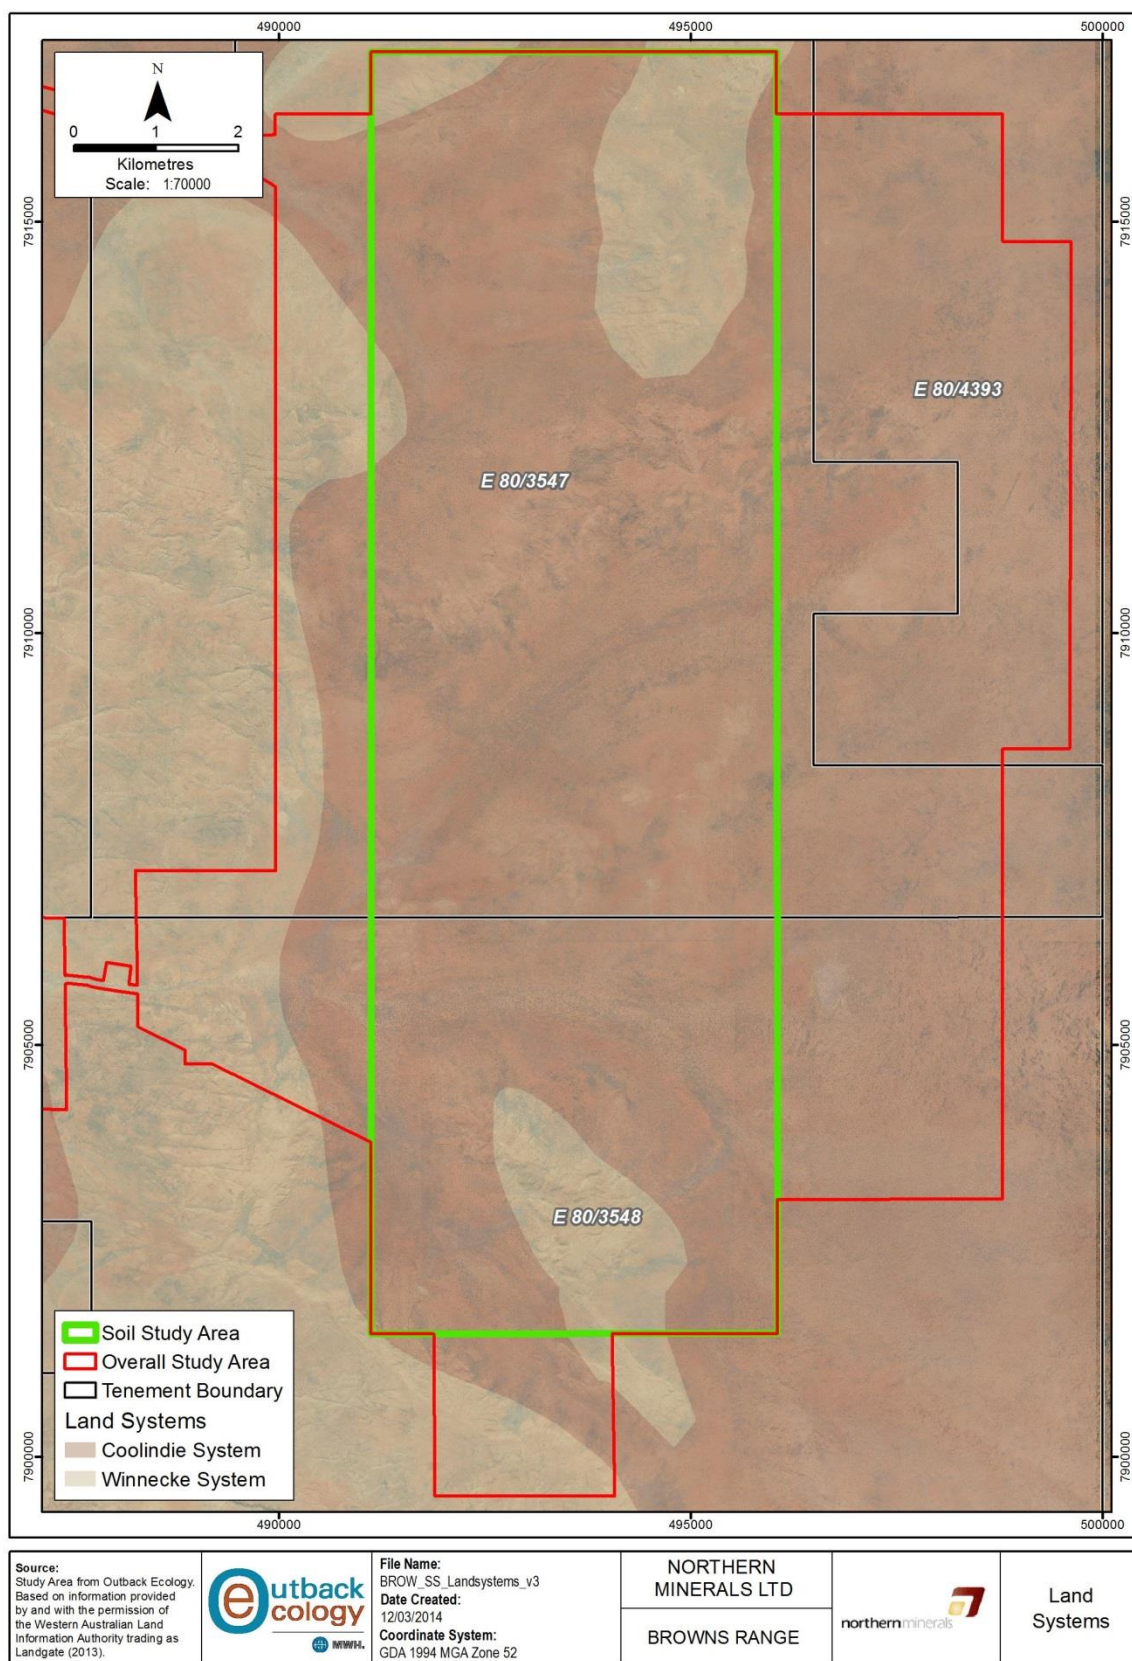 490000
495000
500000
N
0 1 2
Kilometres
Scale: 1:70000
7915000
7915000
E 80/4393
E 80/3547
7910000
7910000
7905000
7905000
E 80/3548
Soil Study Area
Overall Study Area
Tenement Boundary
Land Systems
Coolindie System
Winnecke System
7900000
7900000
490000
495000
500000
Source:
Study Area from Outback Ecology.
Based on information provided
by and with the permission of
the Western Australian Land
Information Authority trading as
Landgate (2013).
outback
ecology
MWH.
File Name:
BROW_SS_Landsystems_v3
Date Created:
12/03/2014
Coordinate System:
GDA 1994 MGA Zone 52
NORTHERN
MINERALS LTD
BROWNS RANGE
northernminerals
Land
Systems